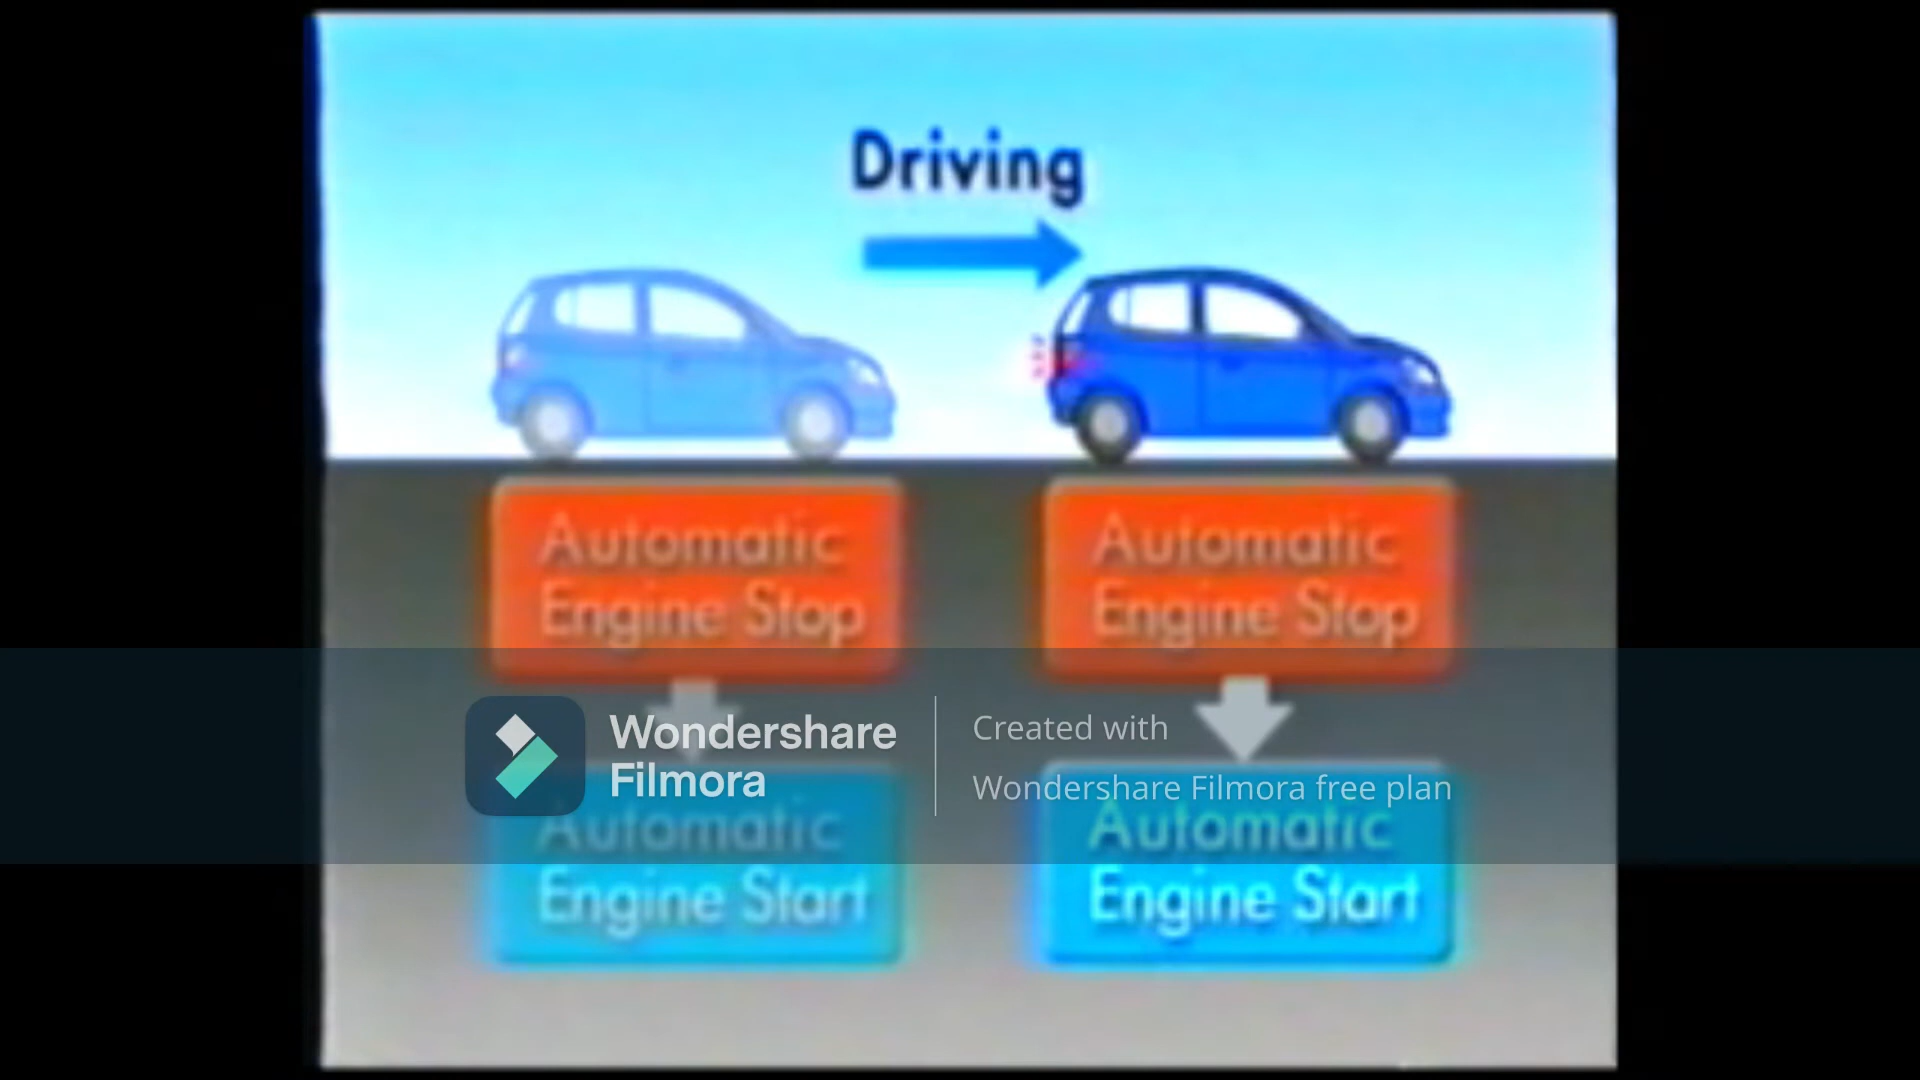 Driving
Automatic
Engine Stop
Automatic
Engine Stop
Wondershare
Filmora
Created with
Wondershare Filmora free plan
Automatic
Engine Start
Automatic
Engine Start